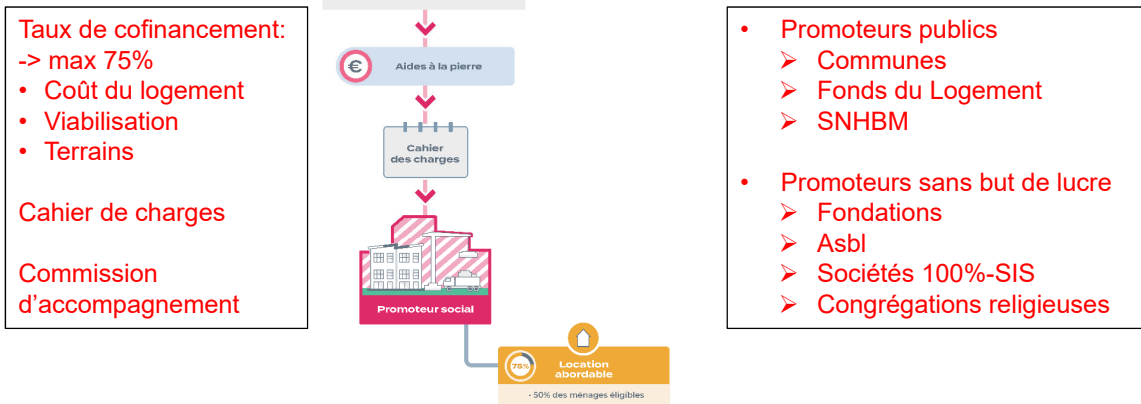 Taux de cofinancement:
-> max 75%
• Coût du logement
• Viabilisation
• Terrains
Cahier de charges
Commission
d’accompagnement
€
Aides à la pierre
Cahier
des charges
Promoteur social
75%
Location
abordable
- 50% des ménages éligibles
• Promoteurs publics
➢ Communes
➢ Fonds du Logement
➢ SNHBM
• Promoteurs sans but de lucre
➢ Fondations
➢ Asbl
➢ Sociétés 100%-SIS
➢ Congrégations religieuses